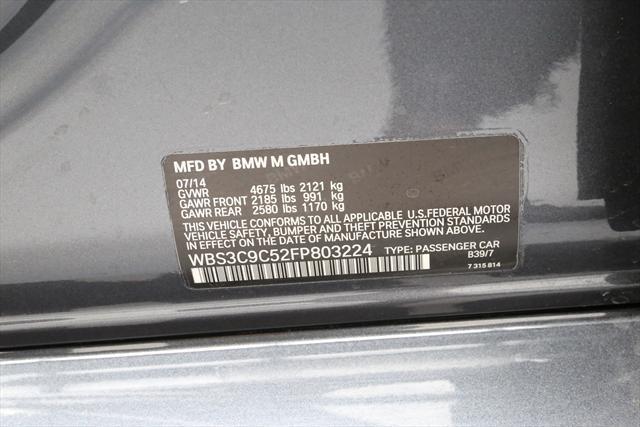 MFD BY BMW M GMBH
07/14
GVWR 4675 lbs 2121 kg
GAWR FRONT 2185 lbs 991 kg
GAWR REAR 2580 lbs 1170 kg
THIS VEHICLE CONFORMS TO ALL APPLICABLE U.S.FEDERAL MOTOR
VEHICLE SAFETY, BUMPER, AND THEFT PREVENTION STANDARDS
IN EFFECT ON THE DATE OF MANUFACTURE SHOWN ABOVE.
WBS3C9C52FP803224 TYPE: PASSENGER CAR
B39/7
7 315 814